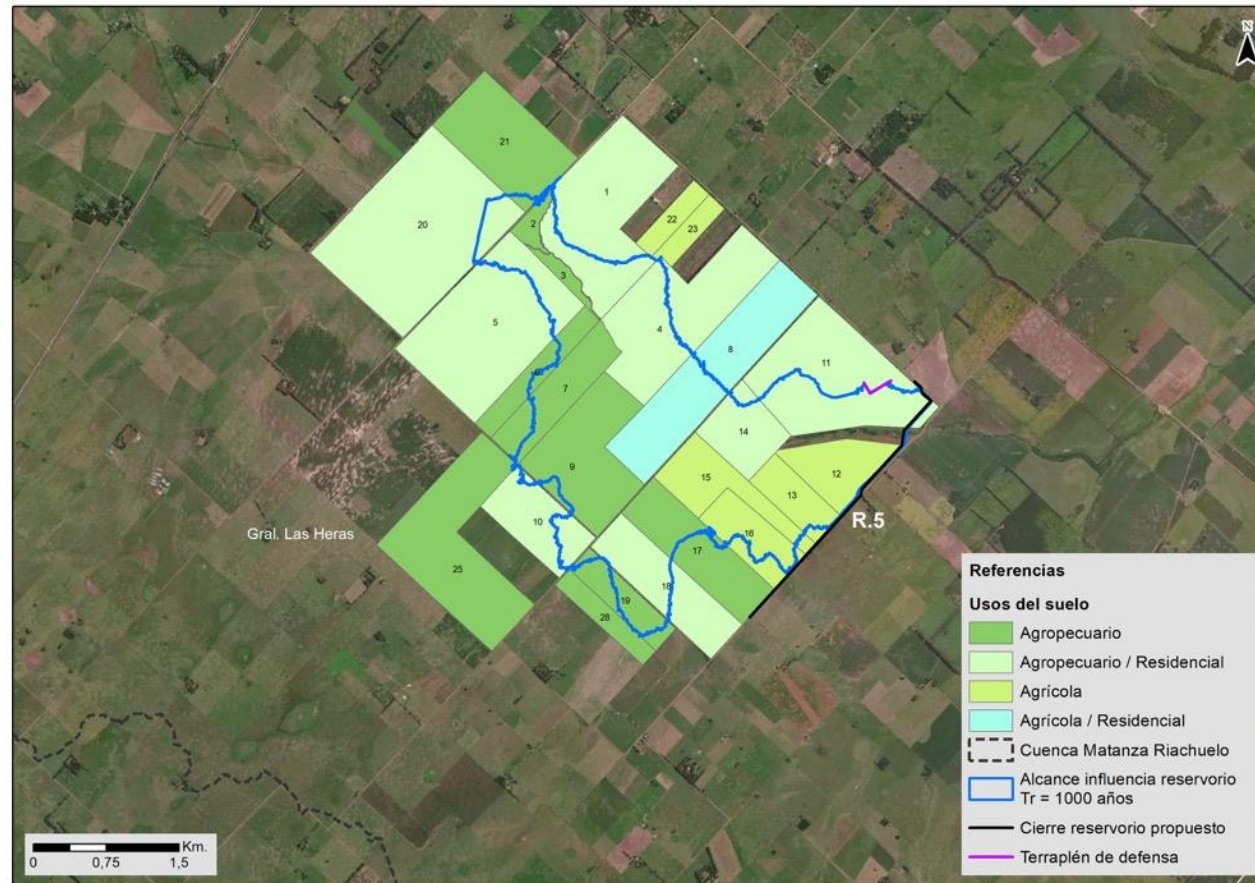 N
21
1
20
22
2
23
3
4
5
8
11
6
7
14
9
15
12
13
10
16
R.5
17
Gral. Las Heras
25
18
19
28
Referencias
Usos del suelo
Agropecuario
Agropecuario / Residencial
Agrícola
Agrícola / Residencial
Cuenca Matanza Riachuelo
Alcance influencia reservorio
Tr = 1000 años
Cierre reservorio propuesto
Terraplén de defensa
Km.
0 0,75 1,5